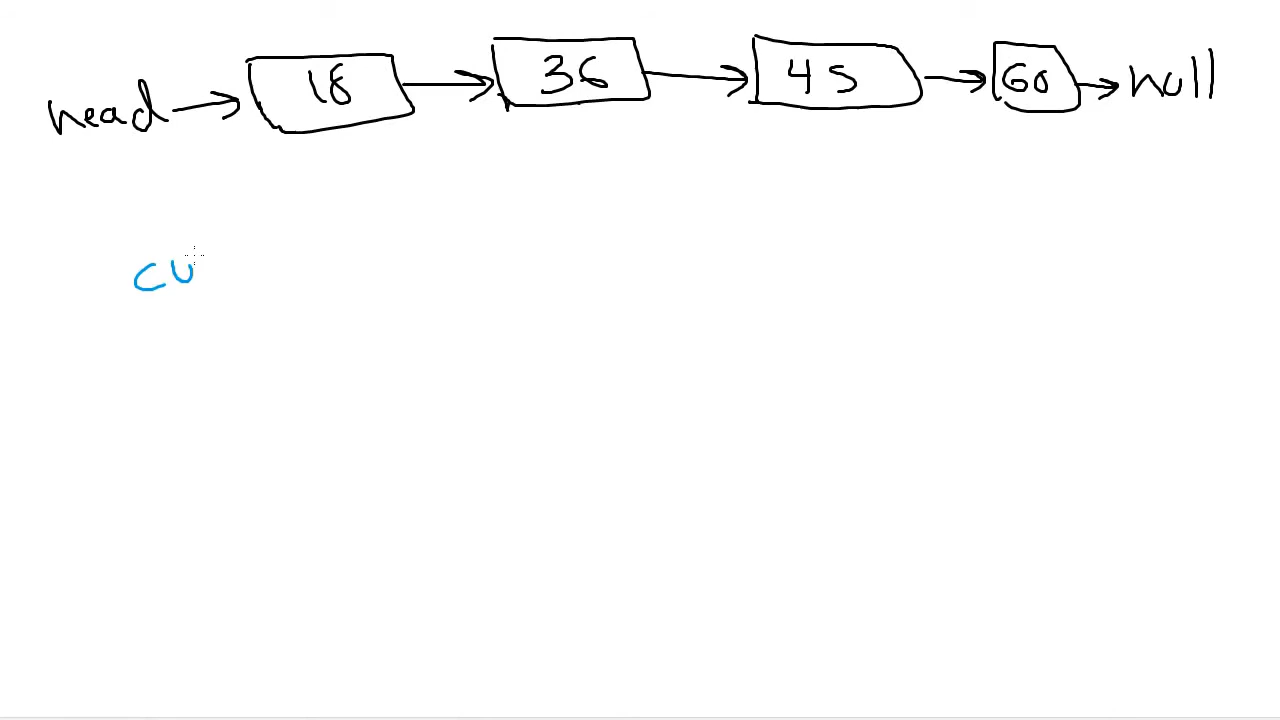 head → 18 → 36 → 45 → 60 → null
cu